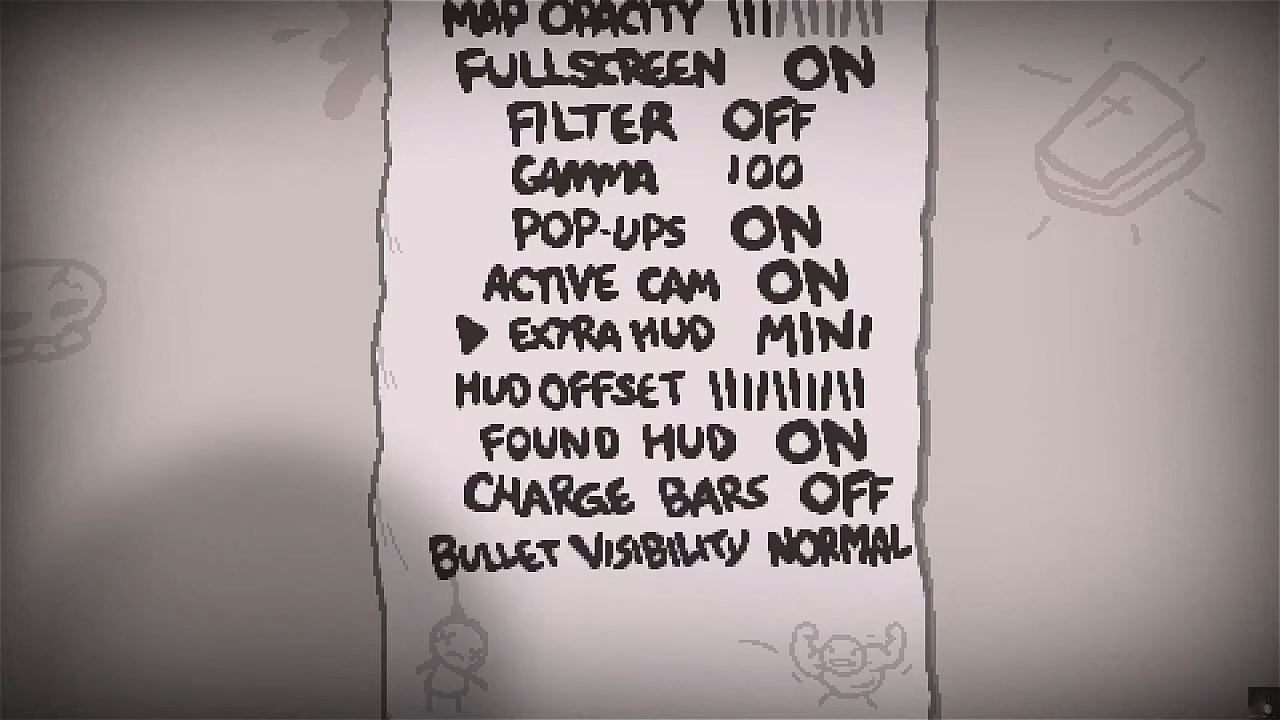 MAP OPACITY
FULLSCREEN ON
FILTER OFF
GAMMA 100
POP-UPS ON
ACTIVE CAM ON
EXTRA HUD MINI
HUD OFFSET
FOUND HUD ON
CHARGE BARS OFF
BULLET VISIBILITY NORMAL